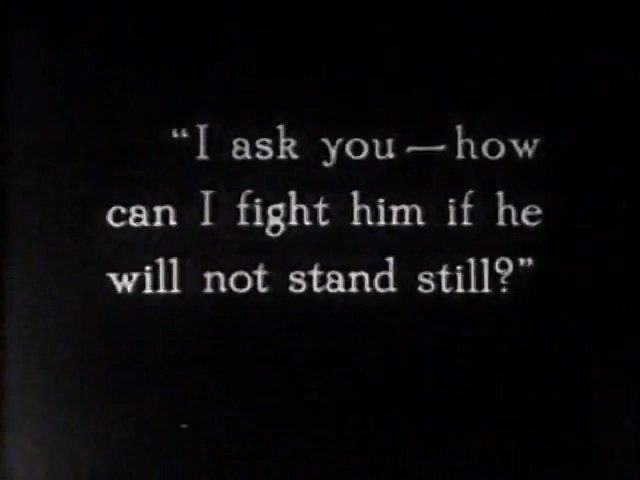 “I ask you — how
can I fight him if he
will not stand still?”